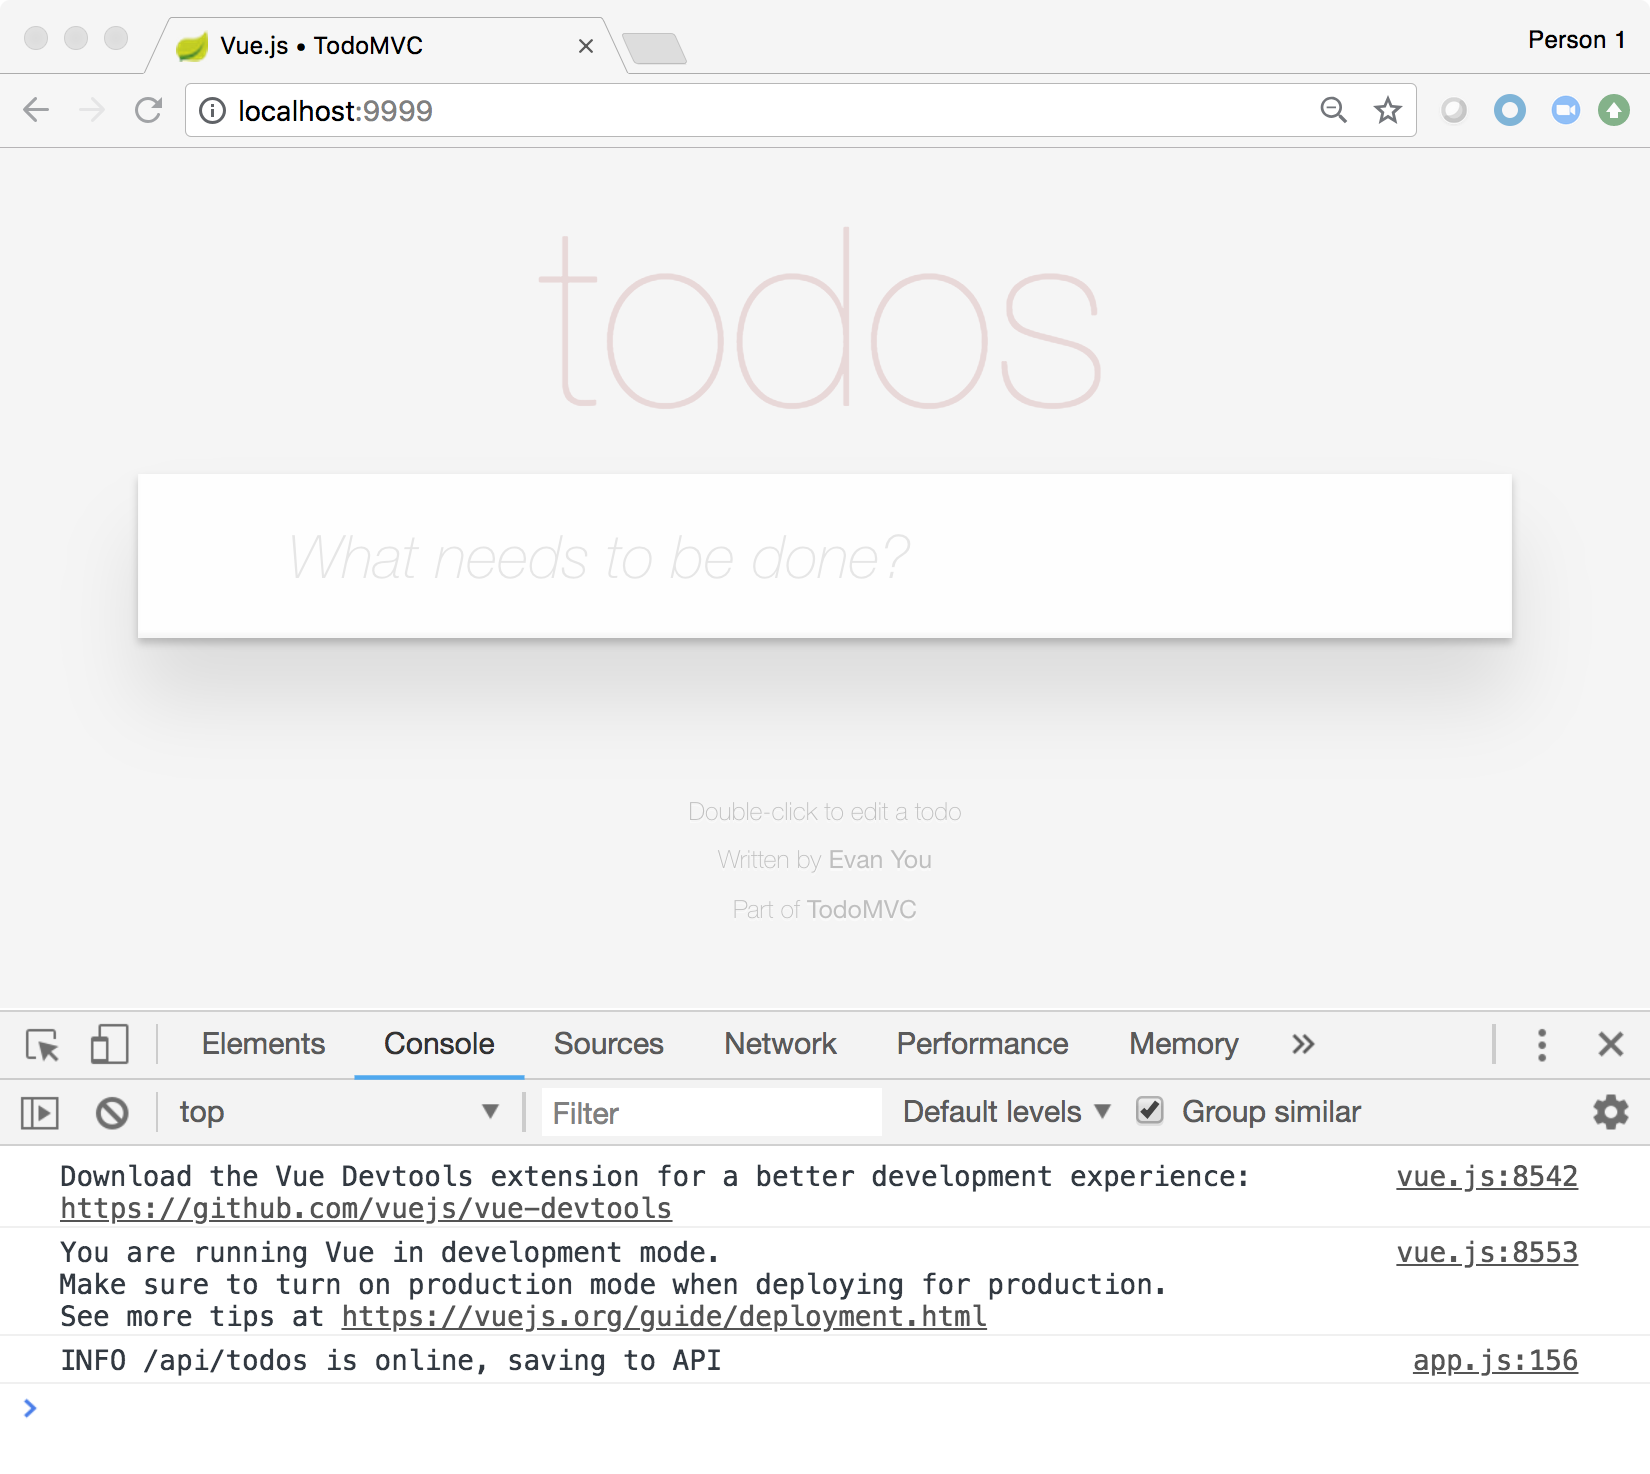 Vue.js • TodoMVC
Person 1
localhost:9999
todos
What needs to be done?
Double-click to edit a todo
Written by Evan You
Part of TodoMVC
Elements Console Sources Network Performance Memory
top Filter Default levels Group similar
Download the Vue Devtools extension for a better development experience: vue.js:8542
https://github.com/vuejs/vue-devtools
You are running Vue in development mode. vue.js:8553
Make sure to turn on production mode when deploying for production.
See more tips at https://vuejs.org/guide/deployment.html
INFO /api/todos is online, saving to API app.js:156